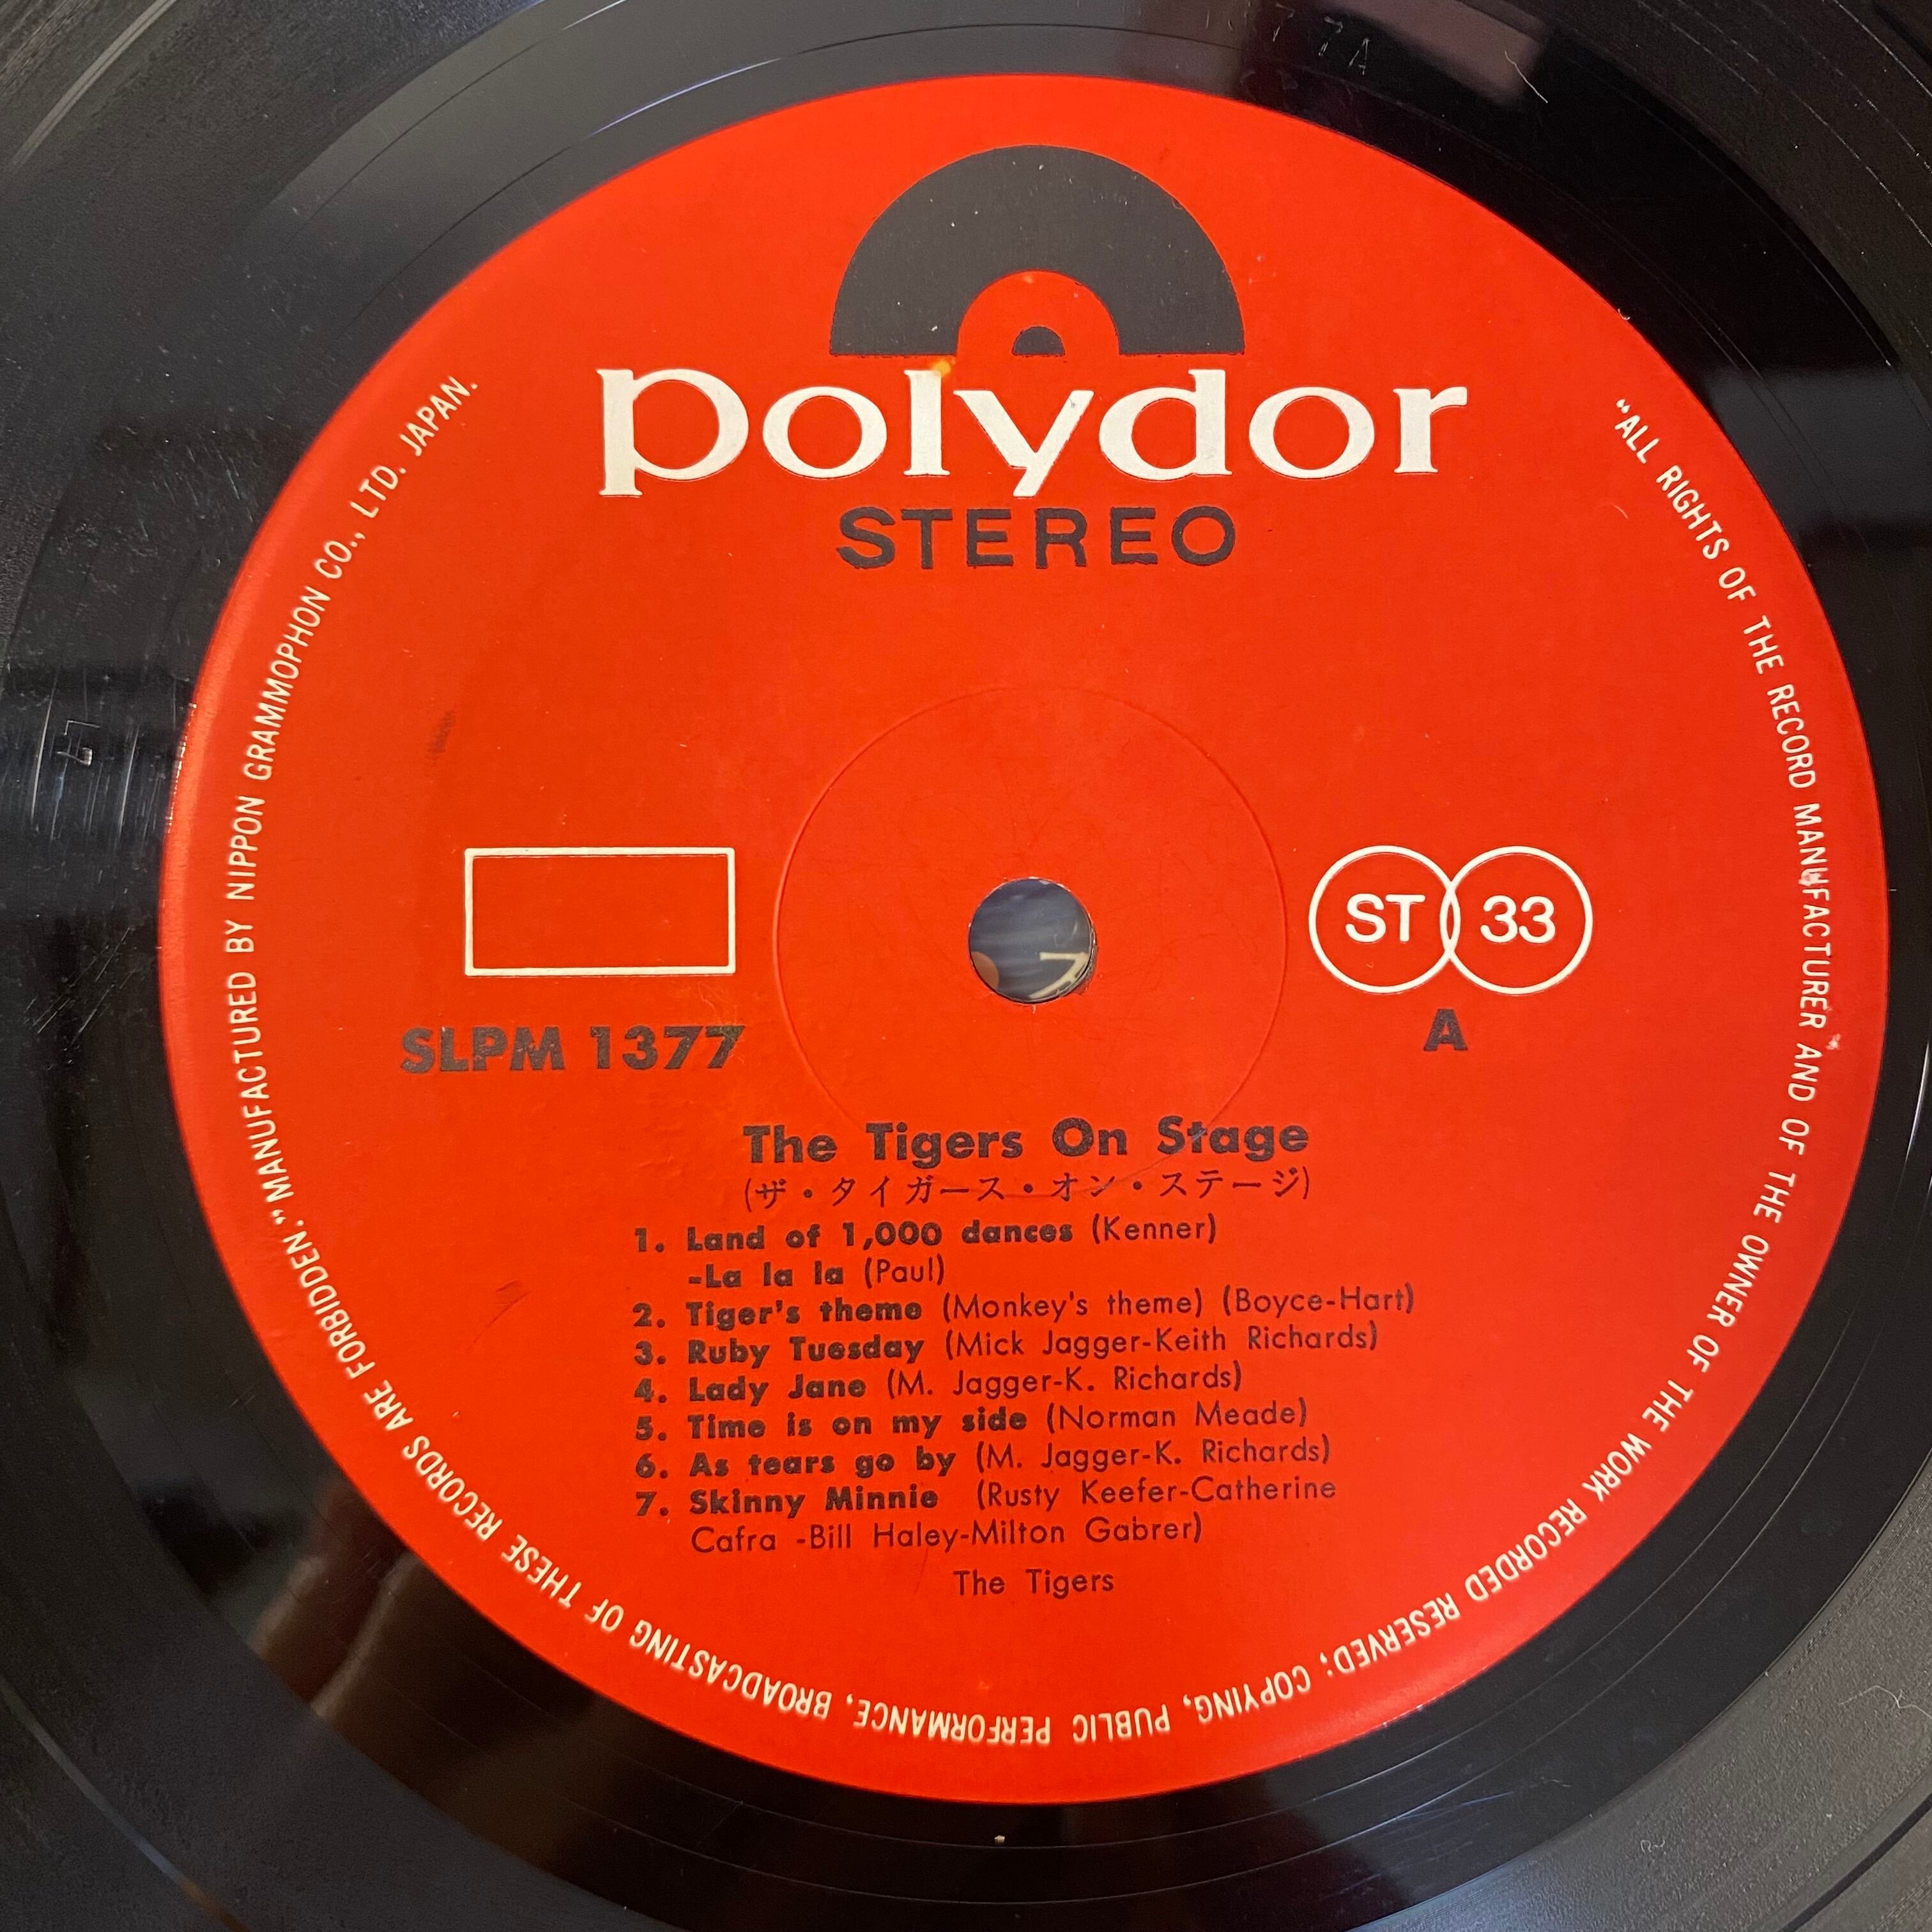 77A
polydor
STEREO
ST 33
SLPM 1377
A
The Tigers On Stage
(ザ・タイガース・オン・ステージ)
1. Land of 1,000 dances (Kenner)
-La la la (Paul)
2. Tiger's theme (Monkey's theme) (Boyce-Hart)
3. Ruby Tuesday (Mick Jagger-Keith Richards)
4. Lady Jane (M. Jagger-K. Richards)
5. Time is on my side (Norman Meade)
6. As tears go by (M. Jagger-K. Richards)
7. Skinny Minnie (Rusty Keefer-Catherine
Cafra -Bill Haley-Milton Gabrer)
The Tigers
"ALL RIGHTS OF THE RECORD MANUFACTURER AND OF THE OWNER OF THE WORK RECORDED RESERVED; COPYING, PUBLIC PERFORMANCE, BROADCASTING OF THESE RECORDS ARE FORBIDDEN." MANUFACTURED BY NIPPON GRAMMOPHON CO., LTD. JAPAN.